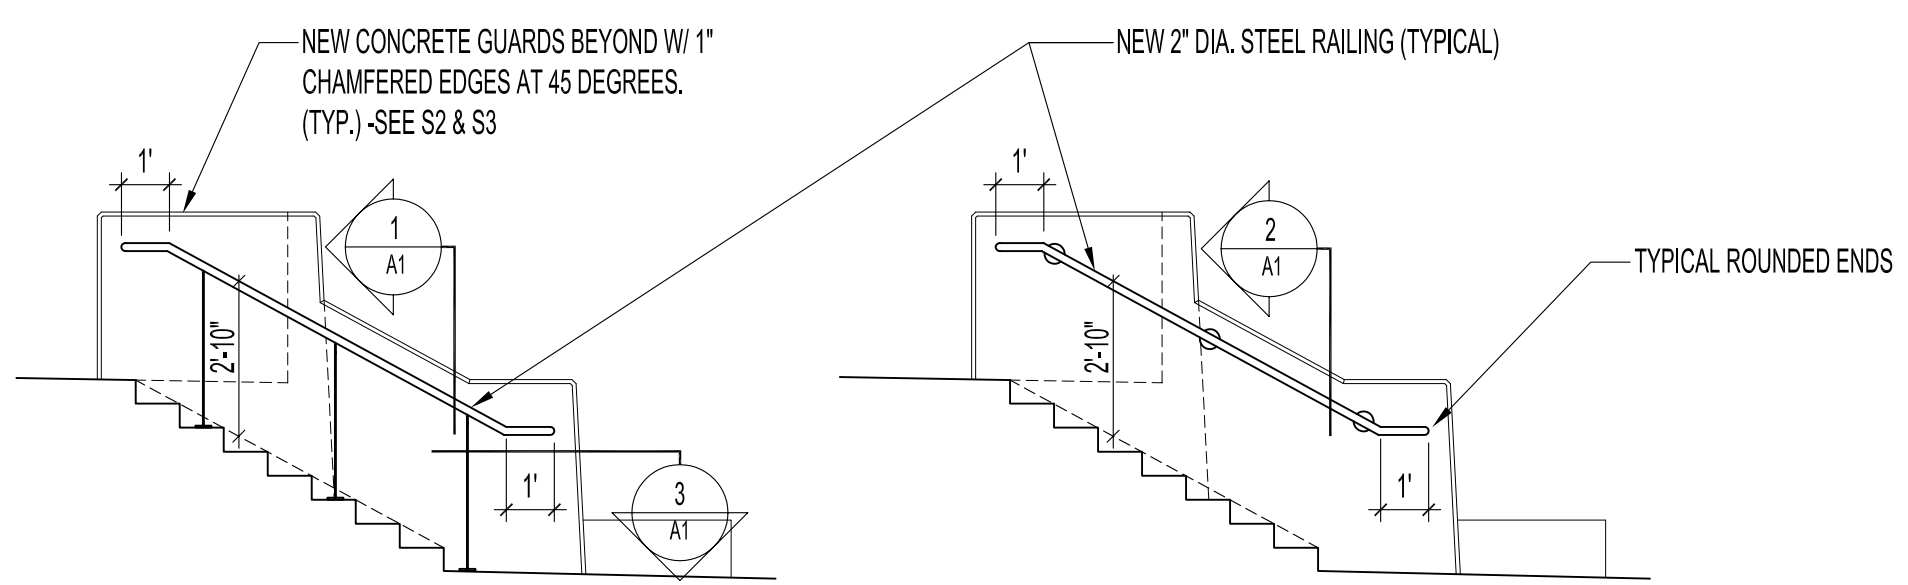 NEW CONCRETE GUARDS BEYOND W/ 1"
CHAMFERED EDGES AT 45 DEGREES.
(TYP.) -SEE S2 & S3
NEW 2" DIA. STEEL RAILING (TYPICAL)
1'
1
A1
2'-10"
1'
3
A1
1'
2
A1
TYPICAL ROUNDED ENDS
2'-10"
1'